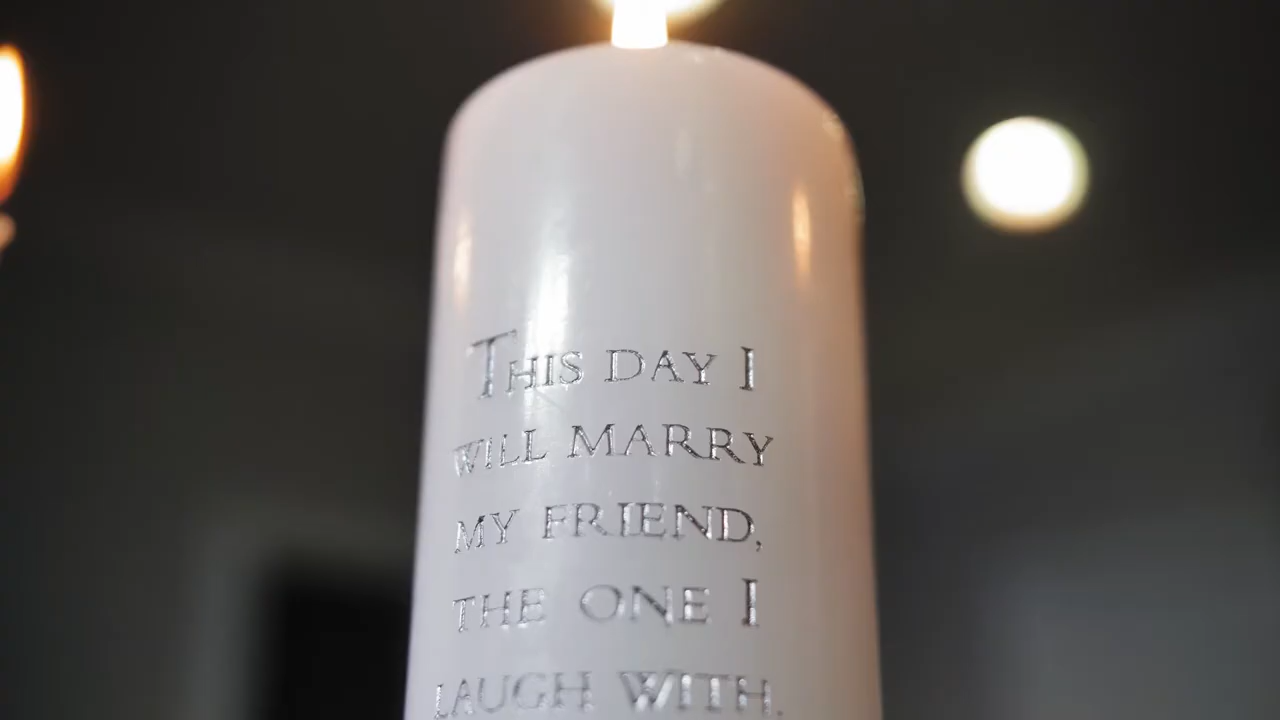 This day I
will marry
my friend,
the one I
laugh with.